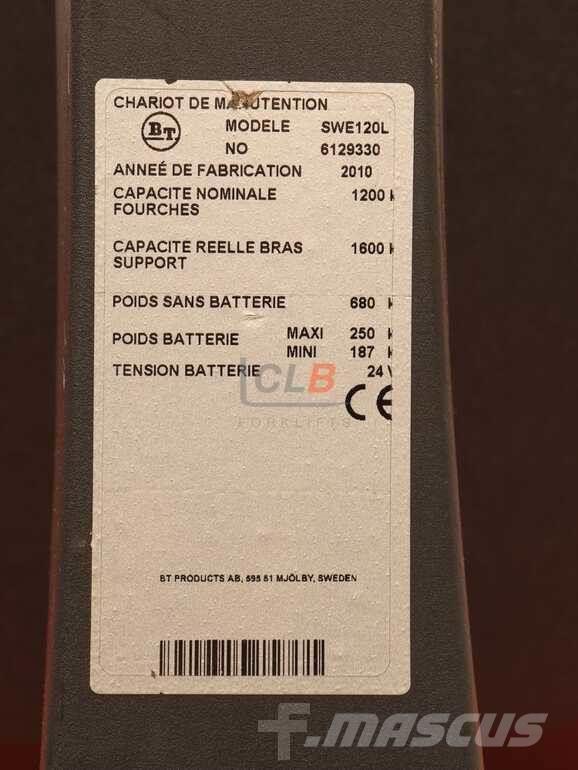 CHARIOT DE MANUTENTION
BT
MODELE SWE120L
NO 6129330
ANNEÉ DE FABRICATION 2010
CAPACITE NOMINALE 1200 k
FOURCHES
CAPACITE REELLE BRAS 1600 k
SUPPORT
POIDS SANS BATTERIE 680 k
POIDS BATTERIE MAXI 250 k
MINI 187 k
TENSION BATTERIE 24 V
CLB
FORKLIFTS
CE
BT PRODUCTS AB, 595 81 MJÖLBY, SWEDEN
f.mascus